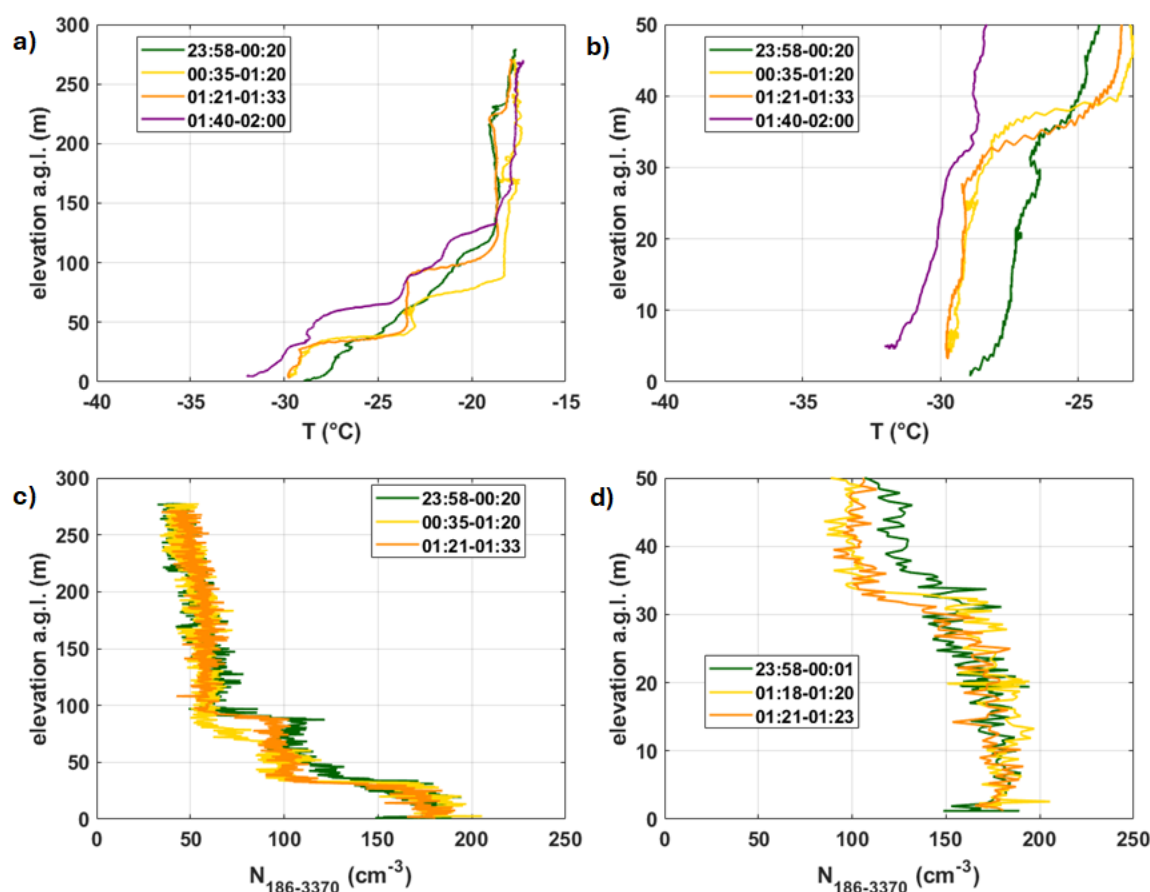 a)
300
250
200
150
100
50
0
elevation a.g.l. (m)
23:58-00:20
00:35-01:20
01:21-01:33
01:40-02:00
-40 -35 -30 -25 -20 -15
T (°C)
b)
50
40
30
20
10
0
elevation a.g.l. (m)
23:58-00:20
00:35-01:20
01:21-01:33
01:40-02:00
-40 -35 -30 -25
T (°C)
c)
300
250
200
150
100
50
0
elevation a.g.l. (m)
23:58-00:20
00:35-01:20
01:21-01:33
0 50 100 150 200 250
N186-3370 (cm-3)
d)
50
40
30
20
10
0
elevation a.g.l. (m)
23:58-00:01
01:18-01:20
01:21-01:23
0 50 100 150 200 250
N186-3370 (cm-3)